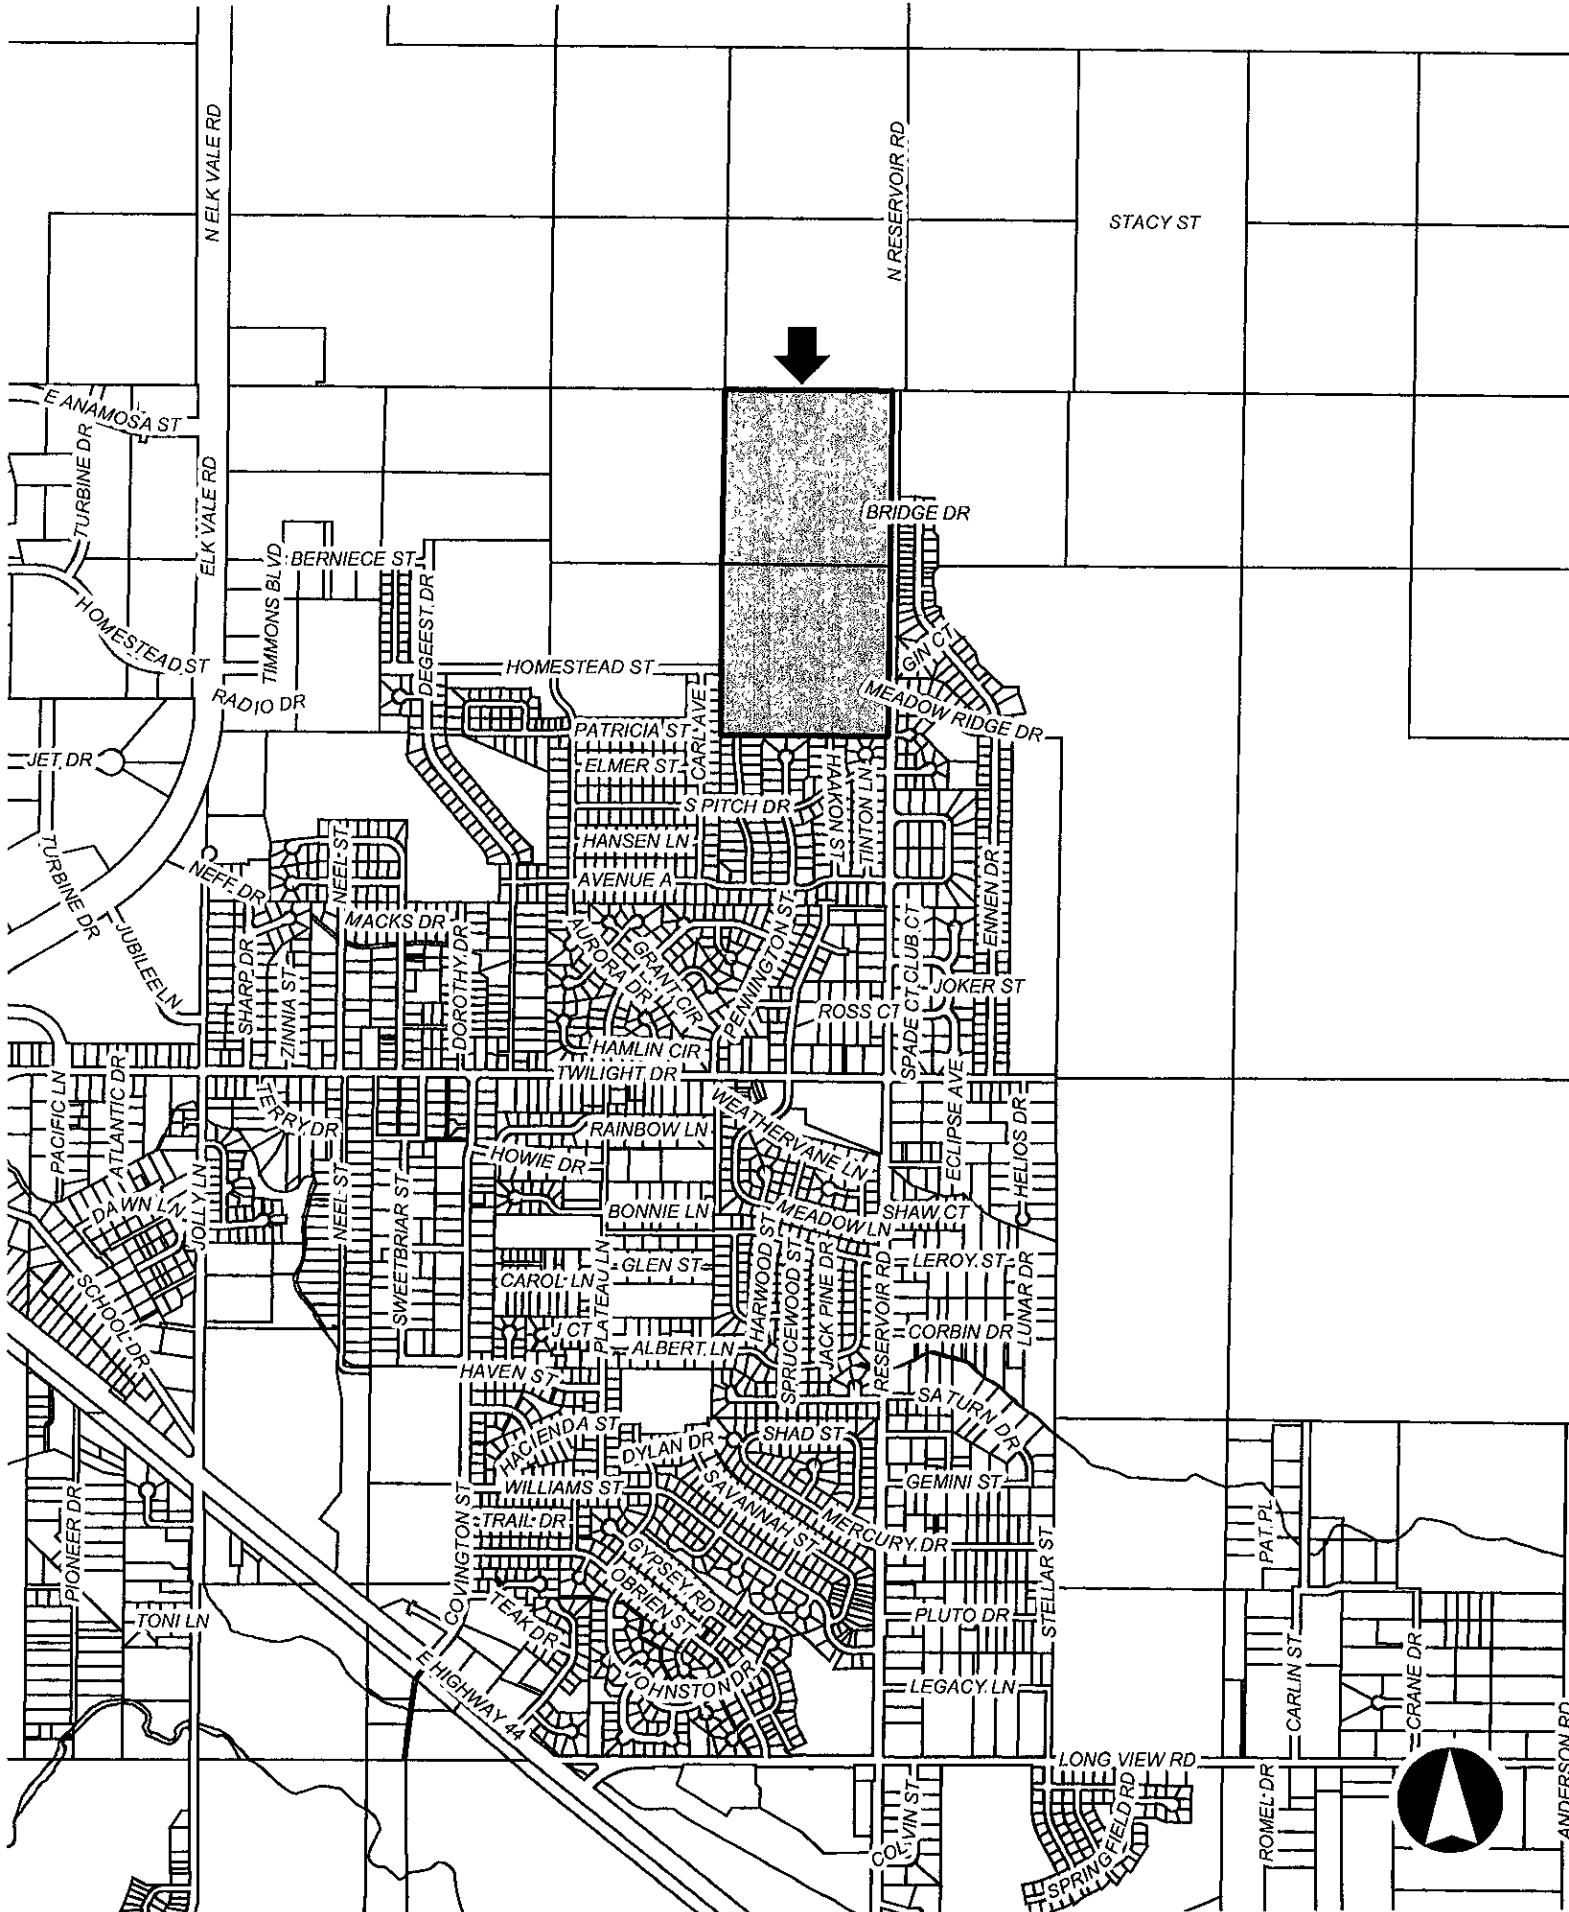 N ELK VALE RD
N RESERVOIR RD
STACY ST
E ANAMOSA ST
TURBINE DR
ELK VALE RD
BRIDGE DR
BERNIECE ST
TIMMONS BLVD
DEGEEST DR
HOMESTEAD ST
HOMESTEAD ST
GIN CT
RADIO DR
MEADOW RIDGE DR
CARL AVE
PATRICIA ST
JET DR
ELMER ST
HAAKON ST
TINTON LN
S PITCH DR
HANSEN LN
TURBINE DR
NEFF DR
NEEL ST
AVENUE A
ENNEN DR
MACKS DR
JUBILEE LN
SHARP DR
ZINNIA ST
DOROTHY DR
AURORA DR
GRANT CIR
PENNINGTON ST
SPADE CT
CLUB CT
JOKER ST
ROSS CT
HAMLIN CIR
TWILIGHT DR
PACIFIC LN
ATLANTIC DR
TERRY DR
WEATHERVANE LN
ECLIPSE AVE
HELIOS DR
RAINBOW LN
HOWIE DR
DAWN LN
JOLLY LN
NEEL ST
SWEETBRIAR ST
BONNIE LN
MEADOW LN
SHAW CT
SCHOOL DR
CAROL LN
PLATEAU LN
GLEN ST
HARWOOD ST
SPRUCEWOOD ST
JACK PINE DR
RESERVOIR RD
LEROY ST
LUNAR DR
J CT
ALBERT LN
CORBIN DR
HAVEN ST
SATURN DR
HACIENDA ST
DYLAN DR
SHAD ST
WILLIAMS ST
SAVANNAH ST
GEMINI ST
PIONEER DR
COVINGTON ST
TRAIL DR
MERCURY DR
PAT PL
GYPSEY RD
OBRIEN ST
STELLAR ST
TONI LN
TEAK DR
PLUTO DR
E HIGHWAY 44
JOHNSTON DR
LEGACY LN
CARLIN ST
CRANE DR
LONG VIEW RD
ANDERSON RD
COLVIN ST
SPRINGFIELD RD
ROMEL DR